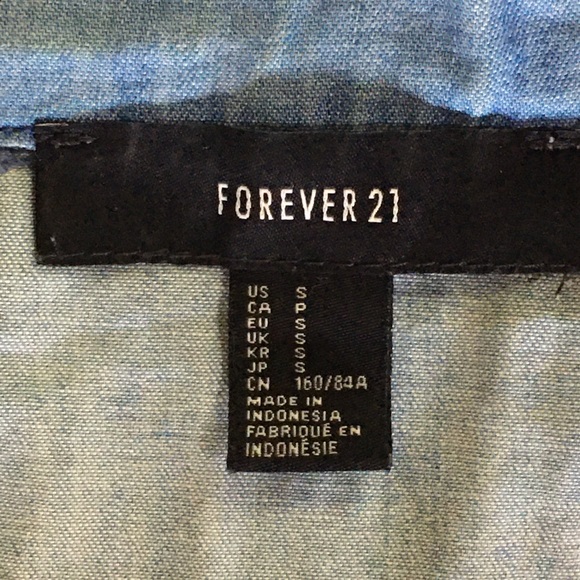 FOREVER 21
US S
CA P
EU S
UK S
KR S
JP S
CN 160/84A
MADE IN
INDONESIA
FABRIQUÉ EN
INDONÉSIE